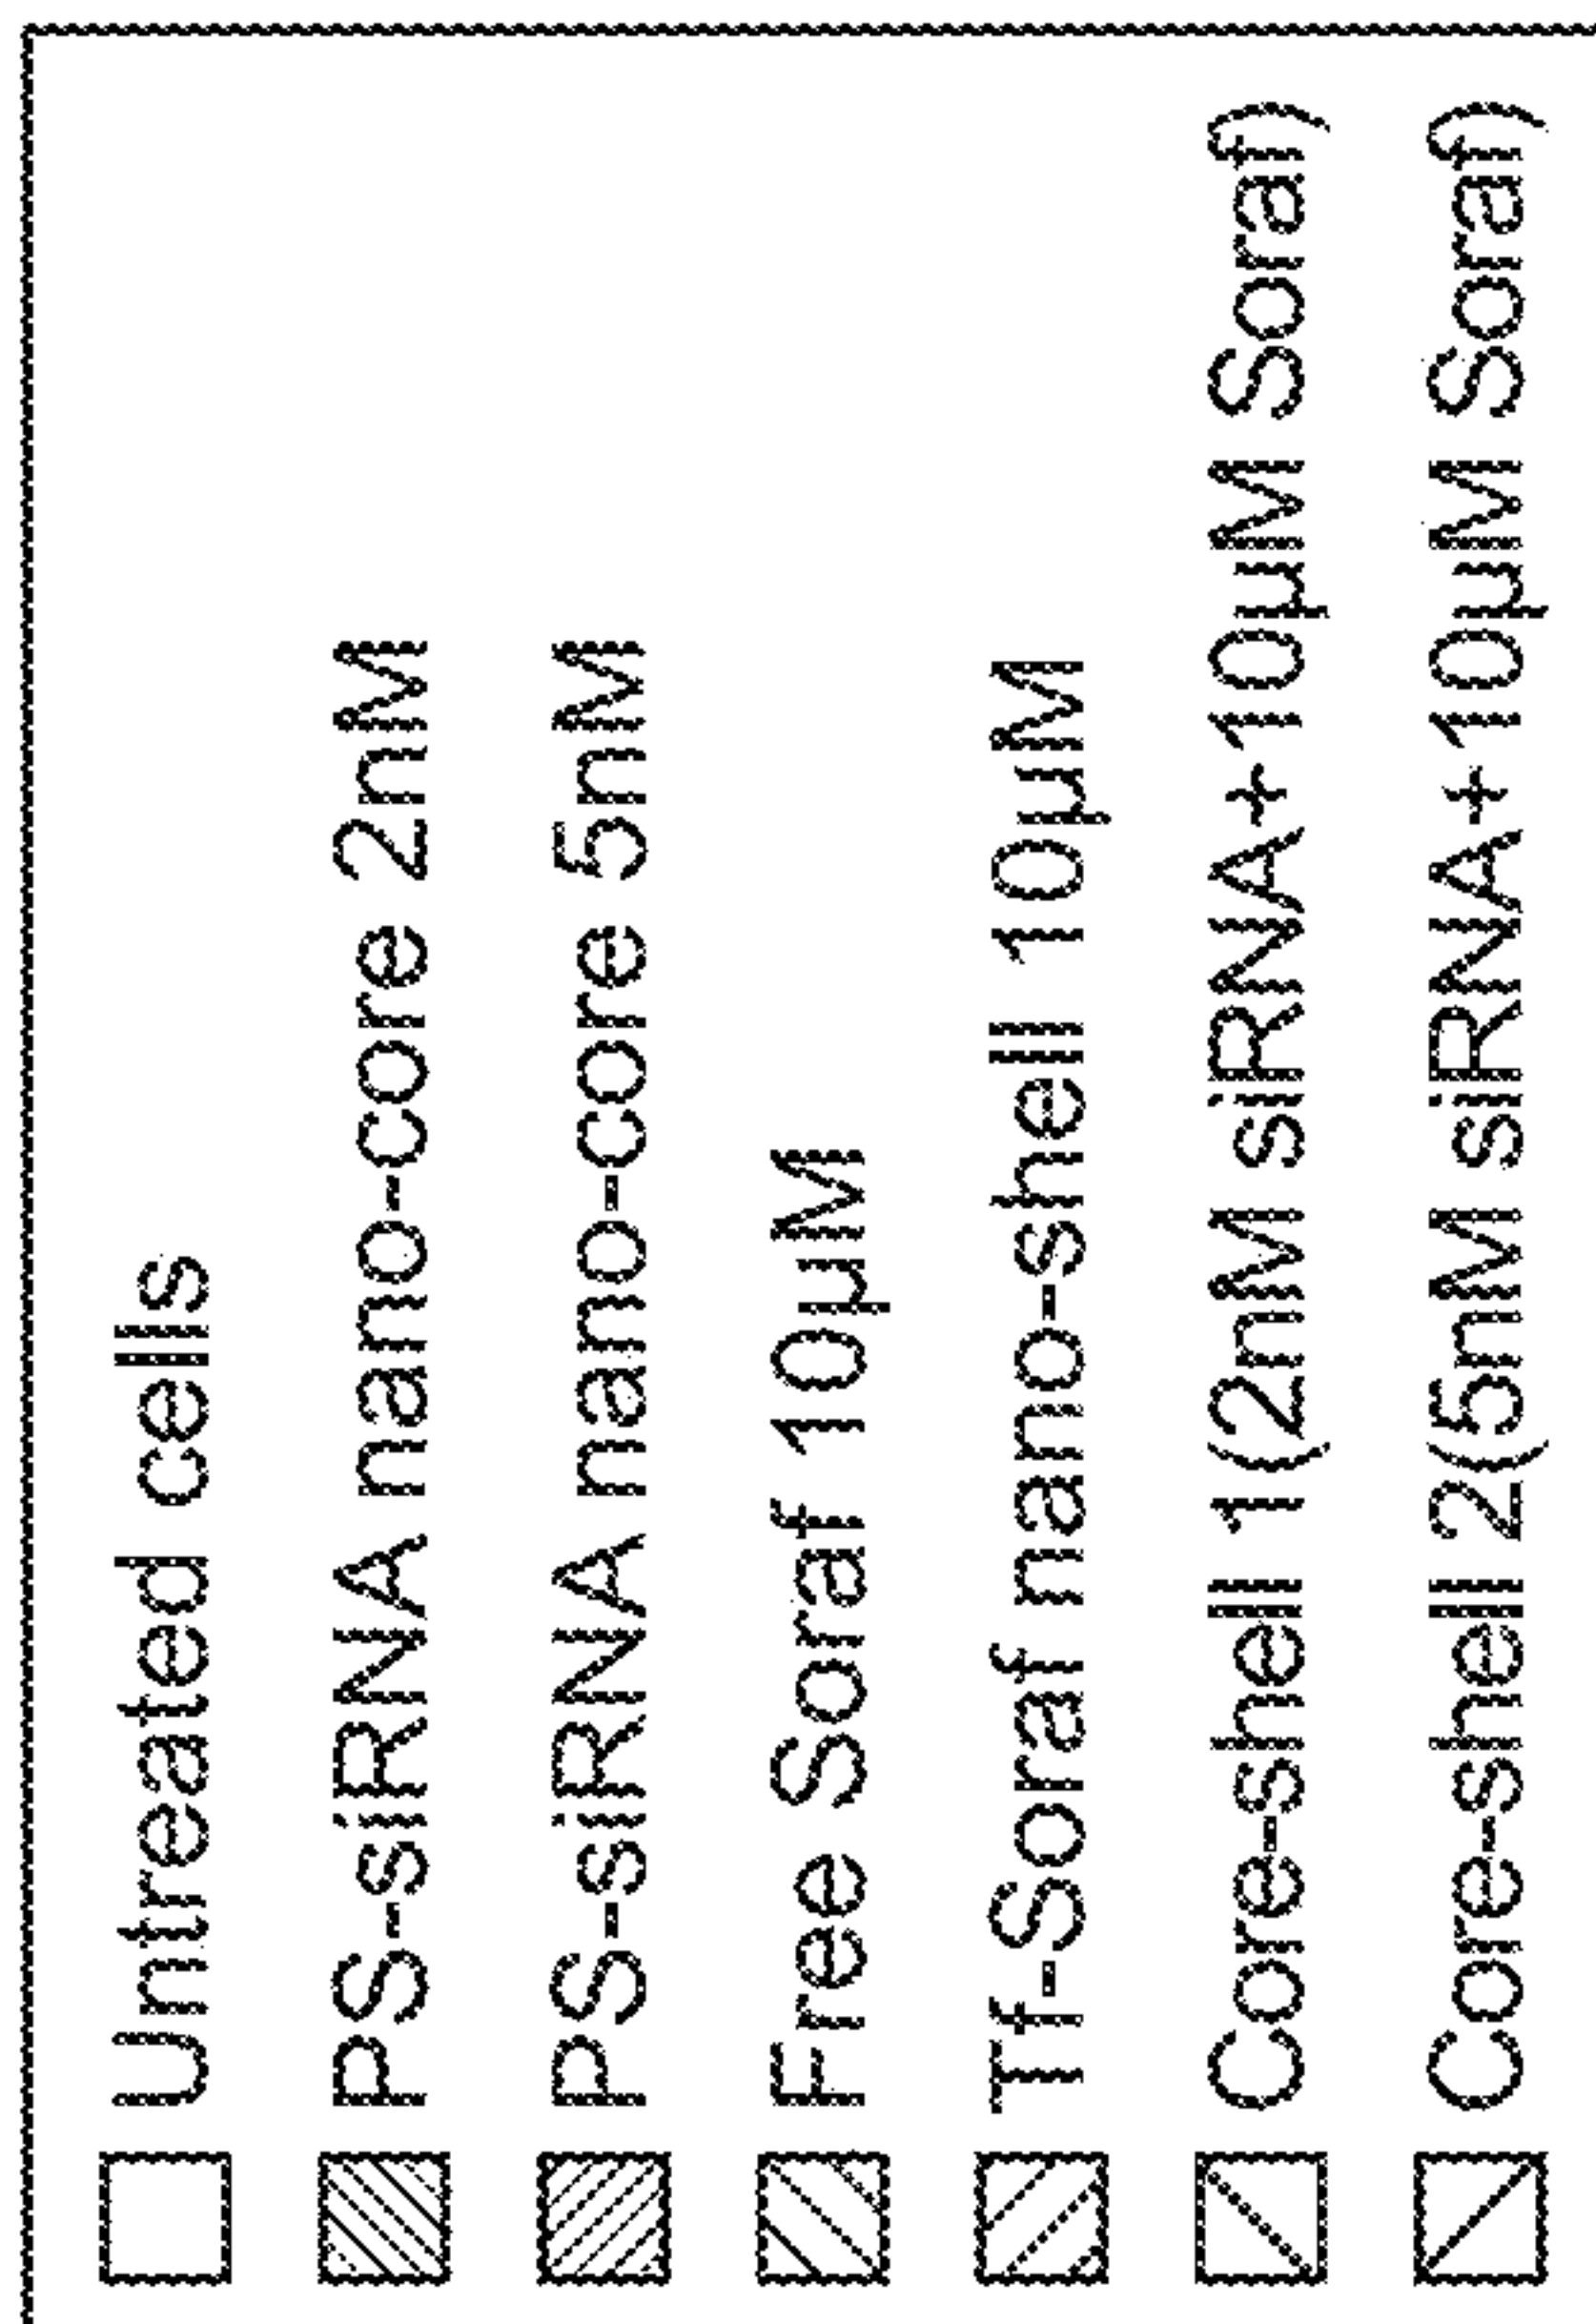 Untreated cells
PS-siRNA nano-core 2nM
PS-siRNA nano-core 5nM
Free Soraf 10µM
Tf-Soraf nano-shell 10µM
Core-shell 1(2nM siRNA+10µM Soraf)
Core-shell 2(5nM siRNA+10µM Soraf)